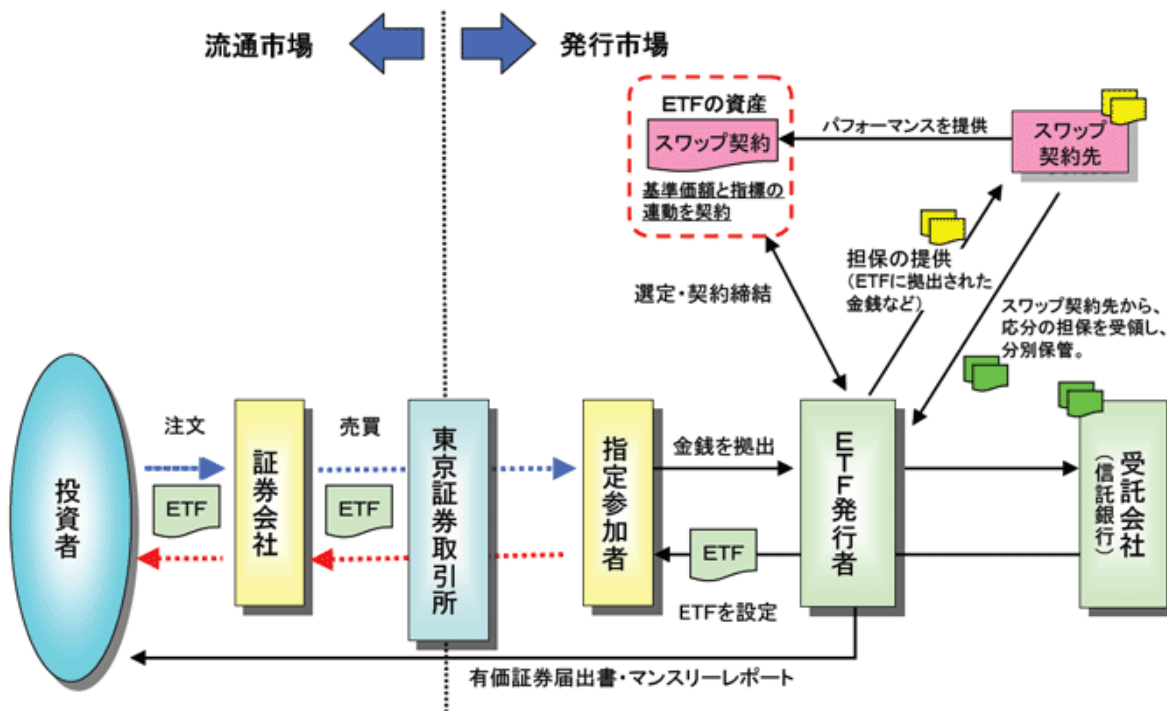 流通市場
発行市場
ETFの資産
スワップ契約
基準価額と指標の
連動を契約
パフォーマンスを提供
スワップ
契約先
選定・契約締結
担保の提供
(ETFに拠出された
金銭など)
スワップ契約先から、
応分の担保を受領し、
分別保管。
投資者
注文
ETF
証券会社
売買
ETF
東京証券取引所
指定参加者
金銭を拠出
ETF
ETFを設定
ETF発行者
受託会社
(信託銀行)
有価証券届出書・マンスリーレポート